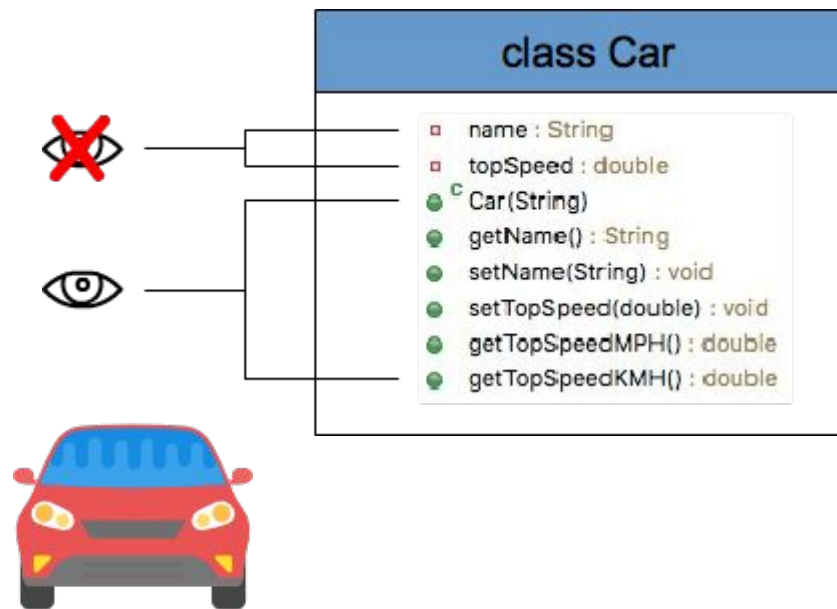 class Car
name : String
topSpeed : double
C Car(String)
getName() : String
setName(String) : void
setTopSpeed(double) : void
getTopSpeedMPH() : double
getTopSpeedKMH() : double